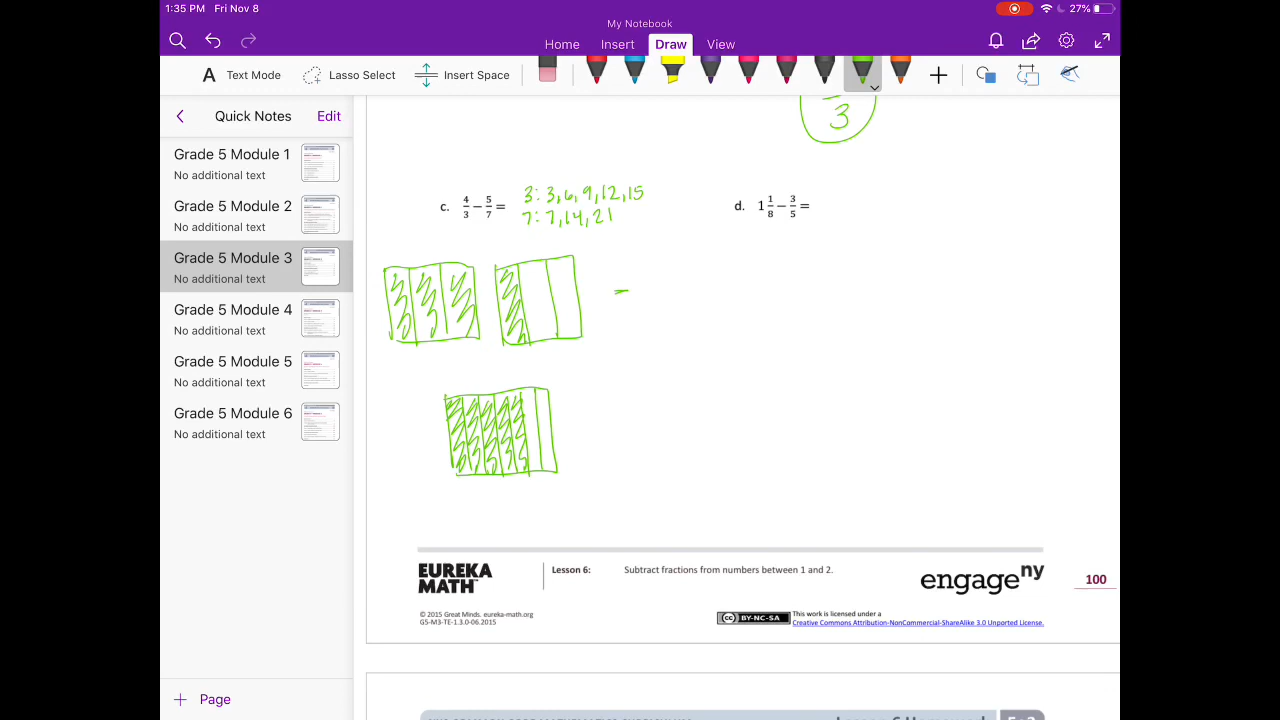 1:35 PM Fri Nov 8
27%
My Notebook
Home Insert Draw View
Text Mode Lasso Select Insert Space
Quick Notes Edit
Grade 5 Module 1
No additional text
Grade 5 Module 2
No additional text
Grade 5 Module 3
No additional text
Grade 5 Module 4
No additional text
Grade 5 Module 5
No additional text
Grade 5 Module 6
No additional text
Page
3
c. 4/3 − 5/7 =
3: 3, 6, 9, 12, 15
7: 7, 14, 21
d. 1 1/8 − 3/5 =
−
EUREKA MATH™
Lesson 6: Subtract fractions from numbers between 1 and 2.
engage ny
100
© 2015 Great Minds. eureka-math.org
G5-M3-TE-1.3.0-06.2015
BY-NC-SA
This work is licensed under a
Creative Commons Attribution-NonCommercial-ShareAlike 3.0 Unported License.